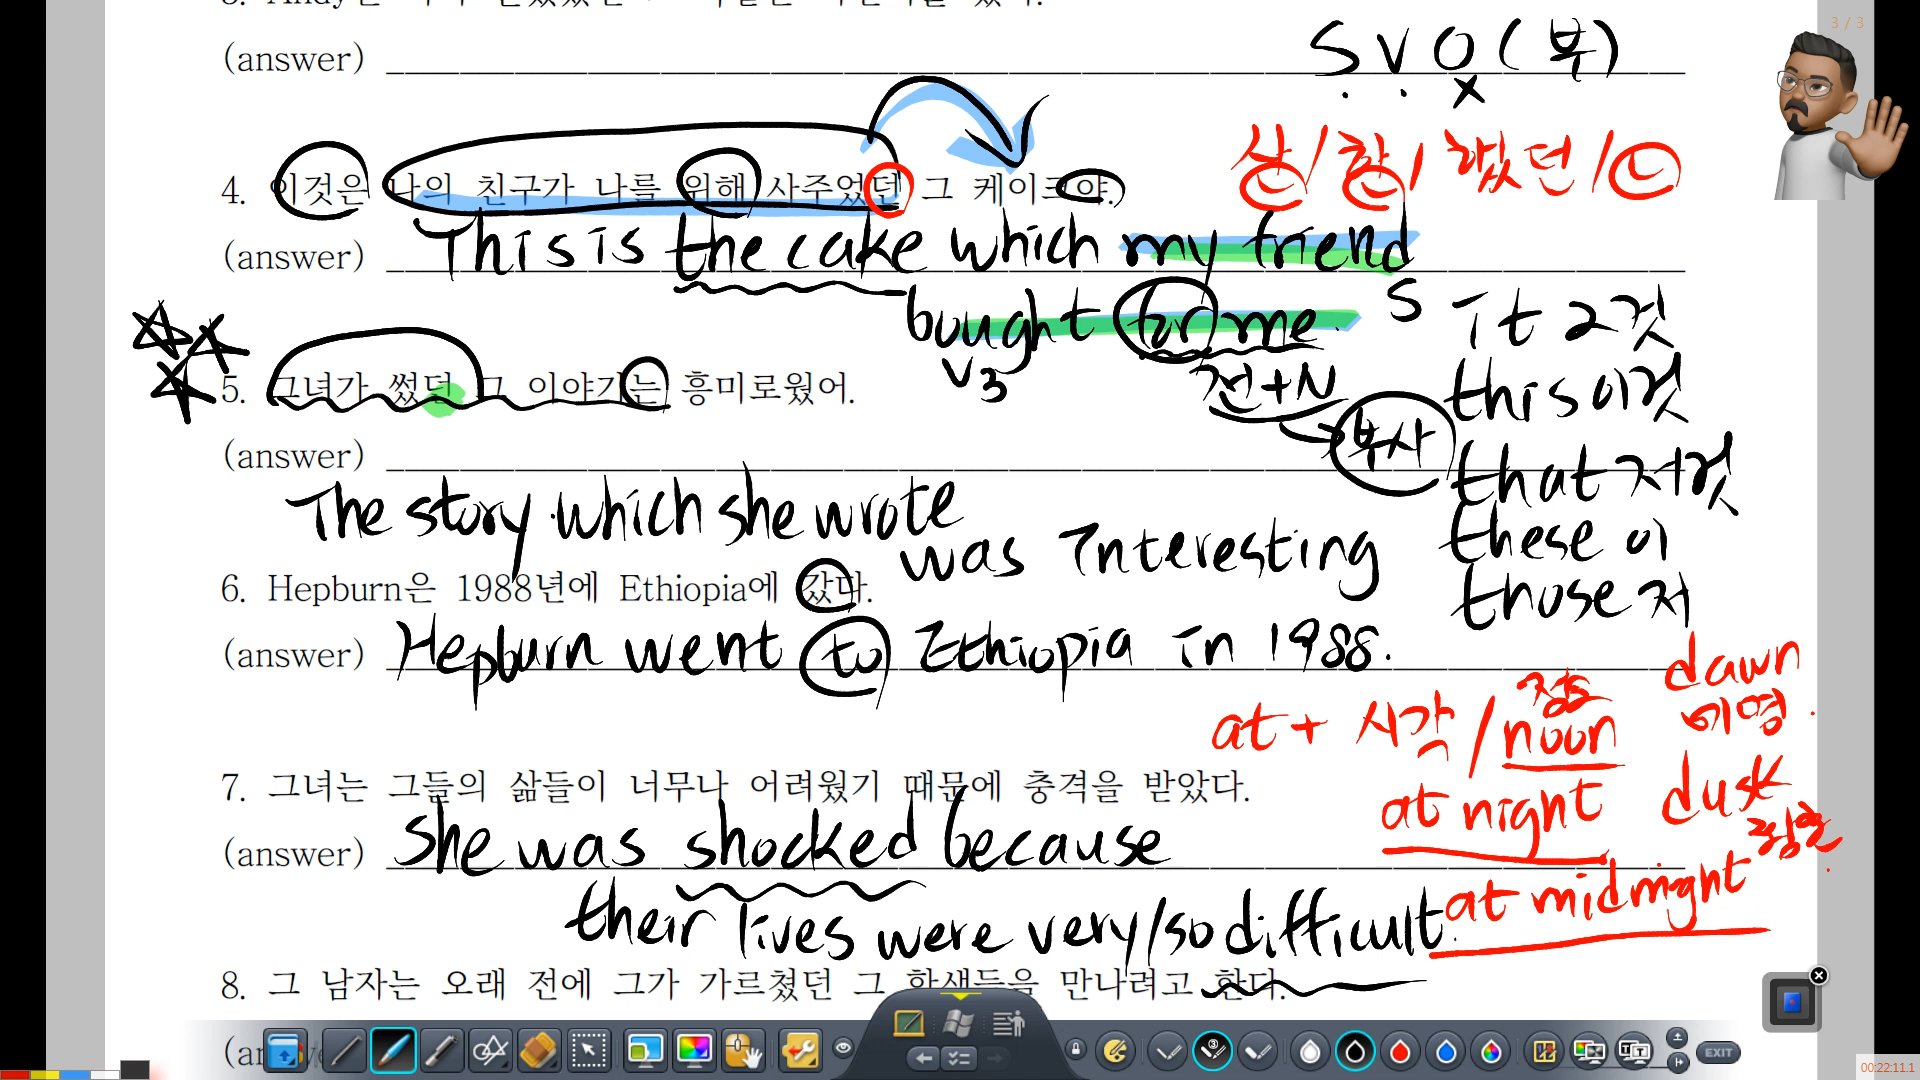 3 / 3
(answer)
S V O (부)
4. 이것은 나의 친구가 나를 위해 사주었던 그 케이크야.
했던 / ㄴ
(answer) This is the cake which my friend
S
bought for me.
V3
전+N
부사
It 그것
this 이것
that 저것
these 이
those 저
5. 그녀가 썼던 그 이야기는 흥미로웠어.
(answer)
The story which she wrote
was Interesting
6. Hepburn은 1988년에 Ethiopia에 갔다.
(answer) Hepburn went to Ethiopia in 1988.
at + 시각 / noon
정오
at night
at midnight
dawn
여명
dusk
황혼
7. 그녀는 그들의 삶들이 너무나 어려웠기 때문에 충격을 받았다.
(answer) She was shocked because
their lives were very/so difficult.
8. 그 남자는 오래 전에 그가 가르쳤던 그 학생들을 만나려고 한다.
EXIT
00:22:11.1